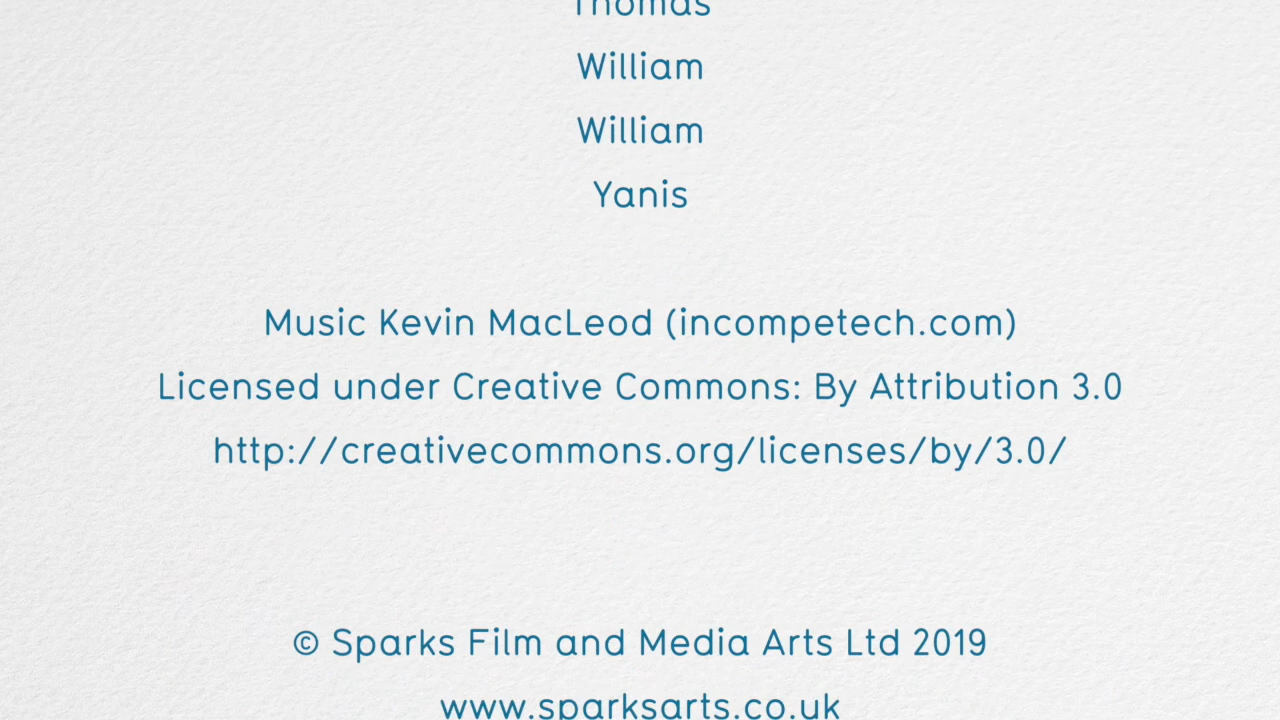 Thomas
William
William
Yanis
Music Kevin MacLeod (incompetech.com)
Licensed under Creative Commons: By Attribution 3.0
http://creativecommons.org/licenses/by/3.0/
© Sparks Film and Media Arts Ltd 2019
www.sparksarts.co.uk